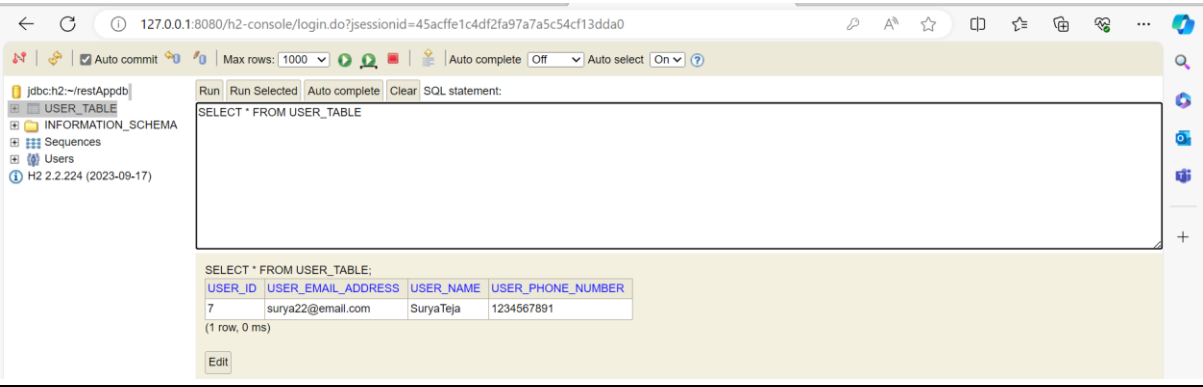 127.0.0.1:8080/h2-console/login.do?jsessionid=45acffe1c4df2fa97a7a5c54cf13dda0
Auto commit Max rows: 1000 Auto complete Off Auto select On
jdbc:h2:~/restAppdb
USER_TABLE
INFORMATION_SCHEMA
Sequences
Users
H2 2.2.224 (2023-09-17)
Run Run Selected Auto complete Clear SQL statement:
SELECT * FROM USER_TABLE
SELECT * FROM USER_TABLE;
USER_ID USER_EMAIL_ADDRESS USER_NAME USER_PHONE_NUMBER
7 surya22@email.com SuryaTeja 1234567891
(1 row, 0 ms)
Edit